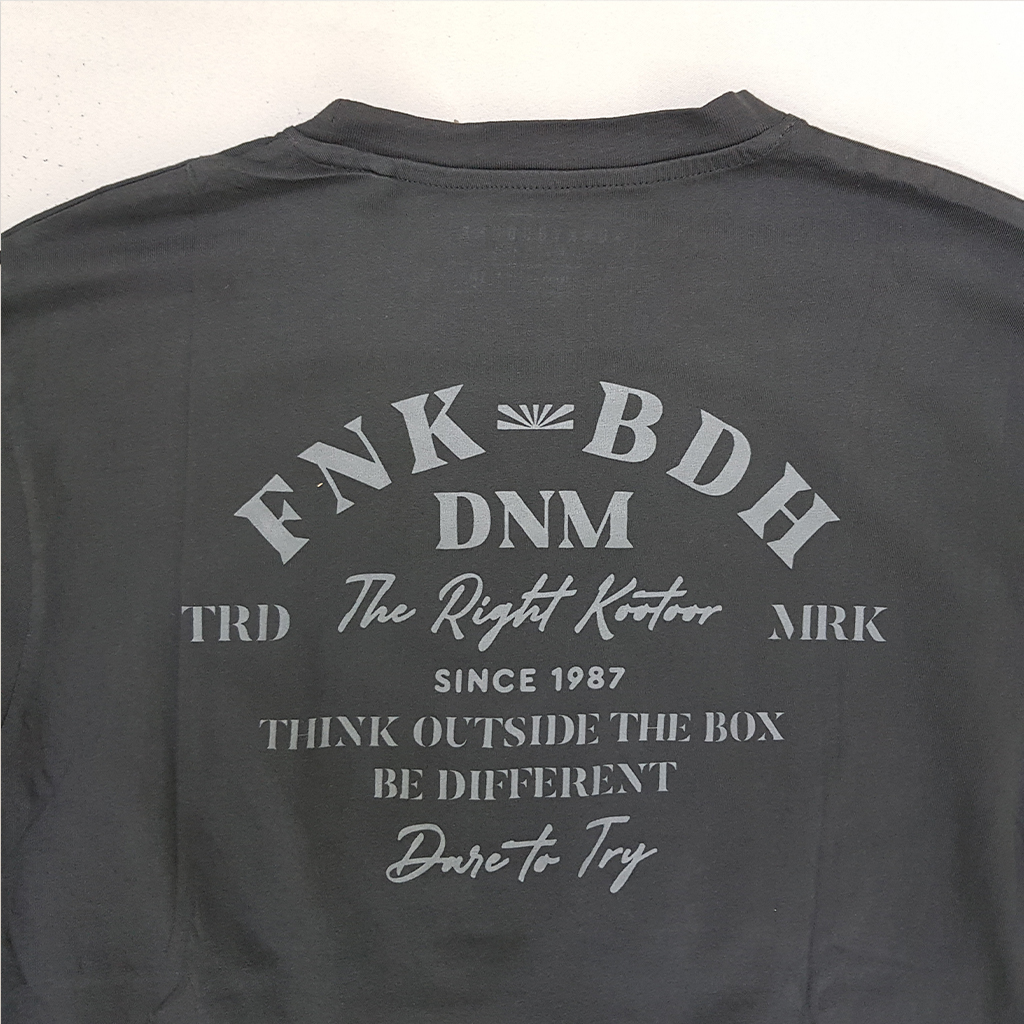 FNK BDH
DNM
TRD The Right Kootoor MRK
SINCE 1987
THINK OUTSIDE THE BOX
BE DIFFERENT
Dare to Try